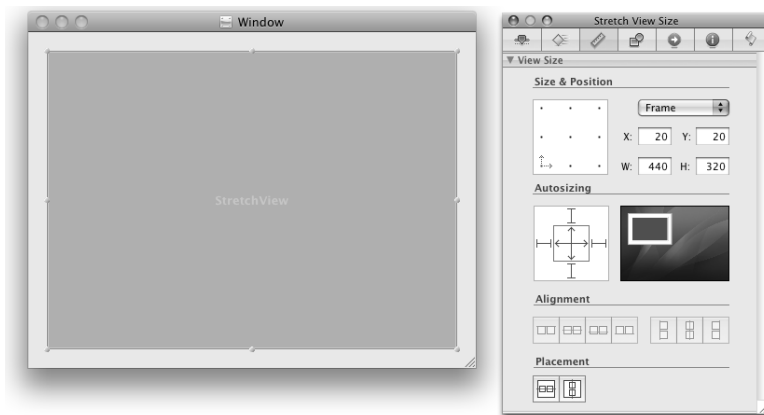 Window
StretchView
Stretch View Size
View Size
Size & Position
Frame
X: 20 Y: 20
W: 440 H: 320
Autosizing
Alignment
Placement